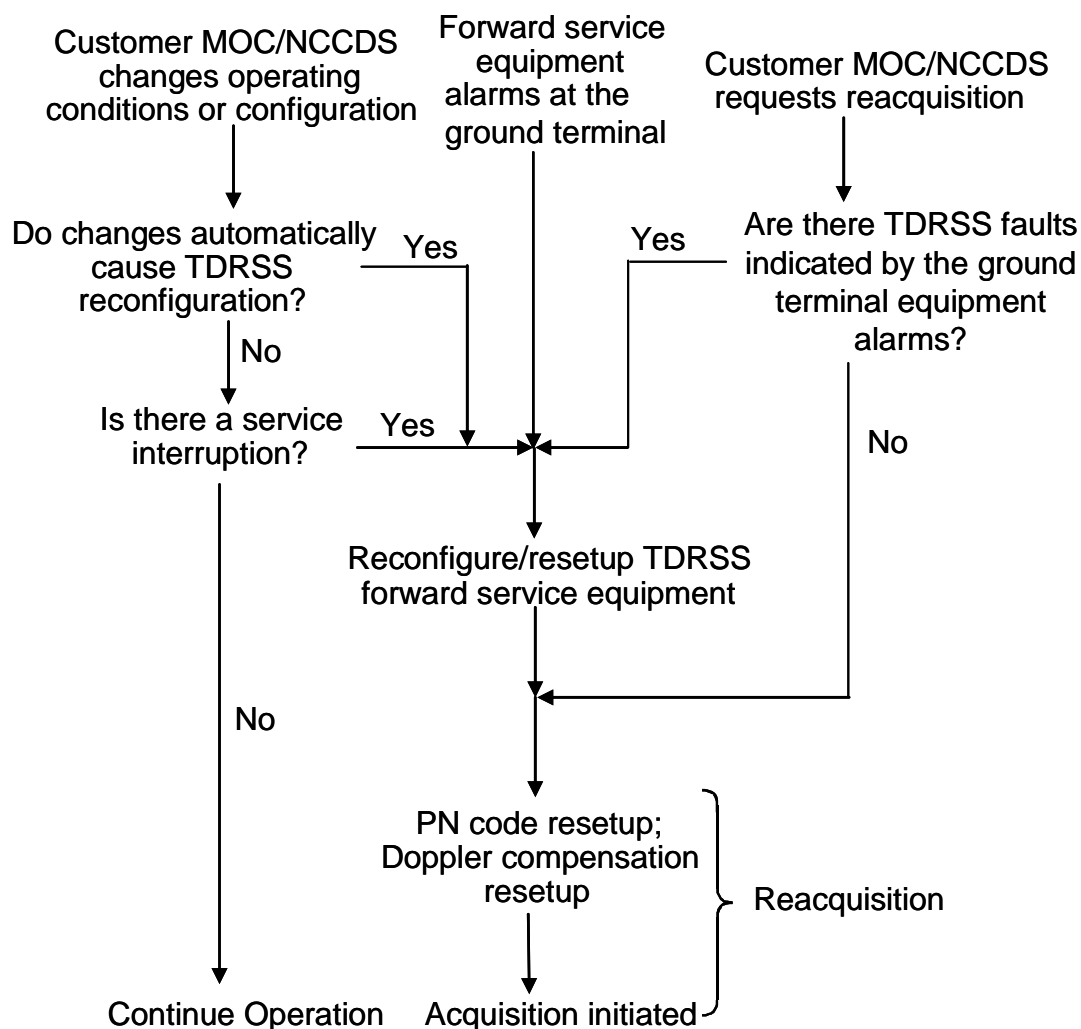 Customer MOC/NCCDS
changes operating
conditions or configuration
Forward service
equipment
alarms at the
ground terminal
Customer MOC/NCCDS
requests reacquisition
Do changes automatically
cause TDRSS
reconfiguration?
Yes
Yes
Are there TDRSS faults
indicated by the ground
terminal equipment
alarms?
No
Is there a service
interruption?
Yes
No
Reconfigure/resetup TDRSS
forward service equipment
No
PN code resetup;
Doppler compensation
resetup
Reacquisition
Continue Operation
Acquisition initiated